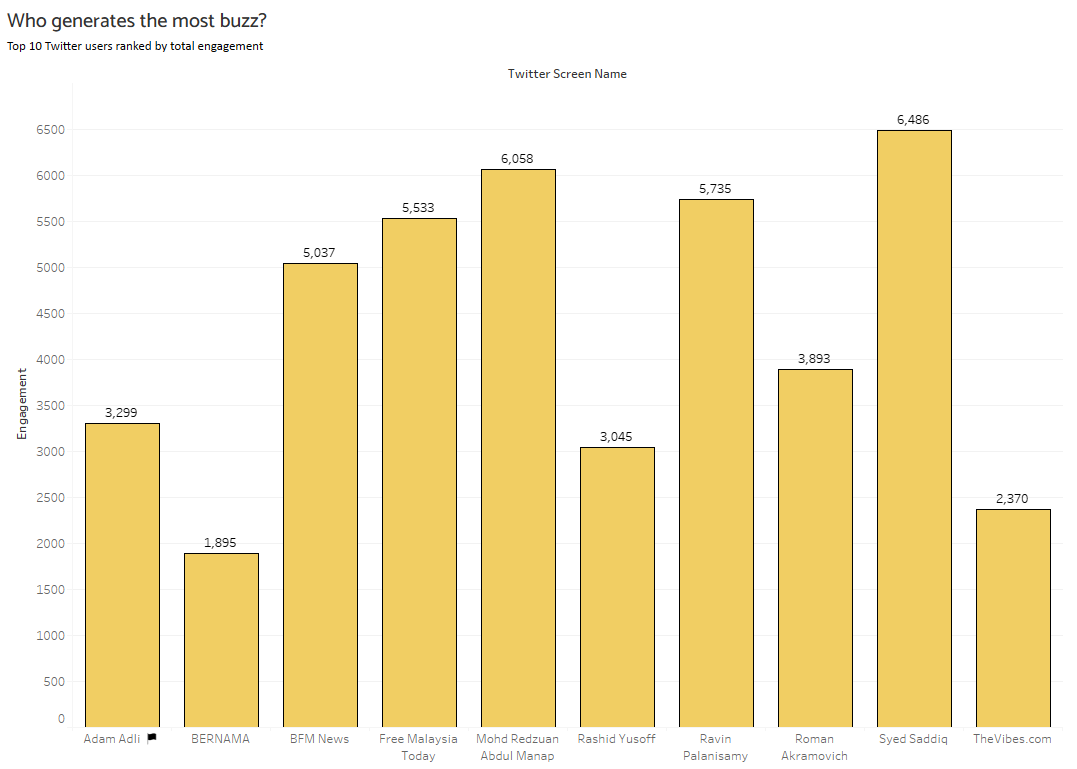 Who generates the most buzz?
Top 10 Twitter users ranked by total engagement
Twitter Screen Name
Engagement
6500
6000
5500
5000
4500
4000
3500
3000
2500
2000
1500
1000
500
0
3,299
1,895
5,037
5,533
6,058
3,045
5,735
3,893
6,486
2,370
Adam Adli 🏴
BERNAMA
BFM News
Free Malaysia
Today
Mohd Redzuan
Abdul Manap
Rashid Yusoff
Ravin
Palanisamy
Roman
Akramovich
Syed Saddiq
TheVibes.com